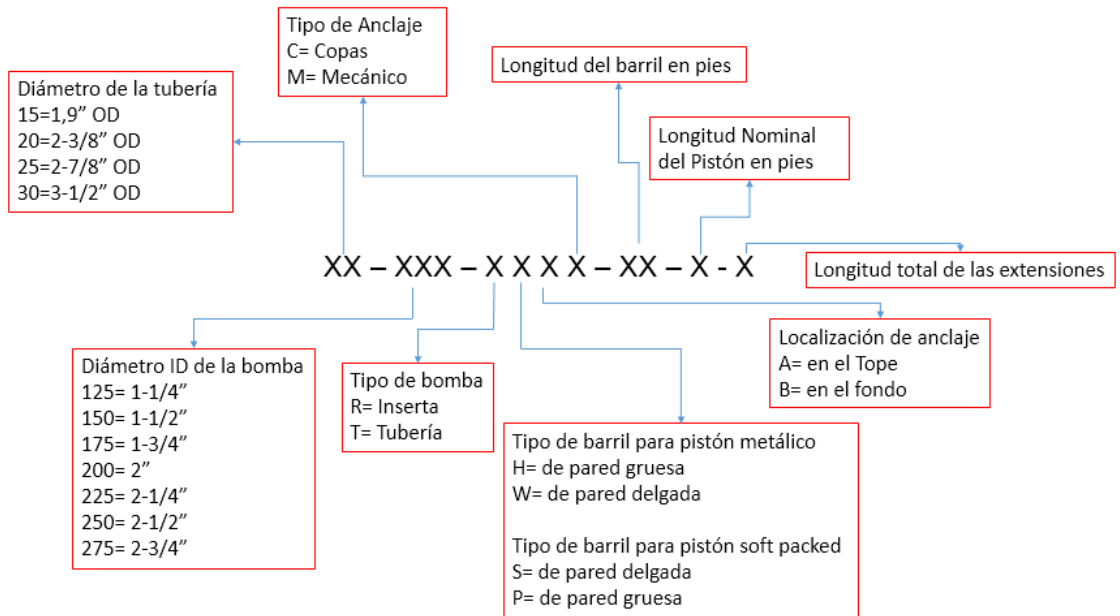 Tipo de Anclaje
C= Copas
M= Mecánico
Longitud del barril en pies
Diámetro de la tubería
15=1,9” OD
20=2-3/8” OD
25=2-7/8” OD
30=3-1/2” OD
Longitud Nominal
del Pistón en pies
XX – XXX – X X X X – XX – X - X
Longitud total de las extensiones
Diámetro ID de la bomba
125= 1-1/4”
150= 1-1/2”
175= 1-3/4”
200= 2”
225= 2-1/4”
250= 2-1/2”
275= 2-3/4”
Tipo de bomba
R= Inserta
T= Tubería
Localización de anclaje
A= en el Tope
B= en el fondo
Tipo de barril para pistón metálico
H= de pared gruesa
W= de pared delgada
Tipo de barril para pistón soft packed
S= de pared delgada
P= de pared gruesa